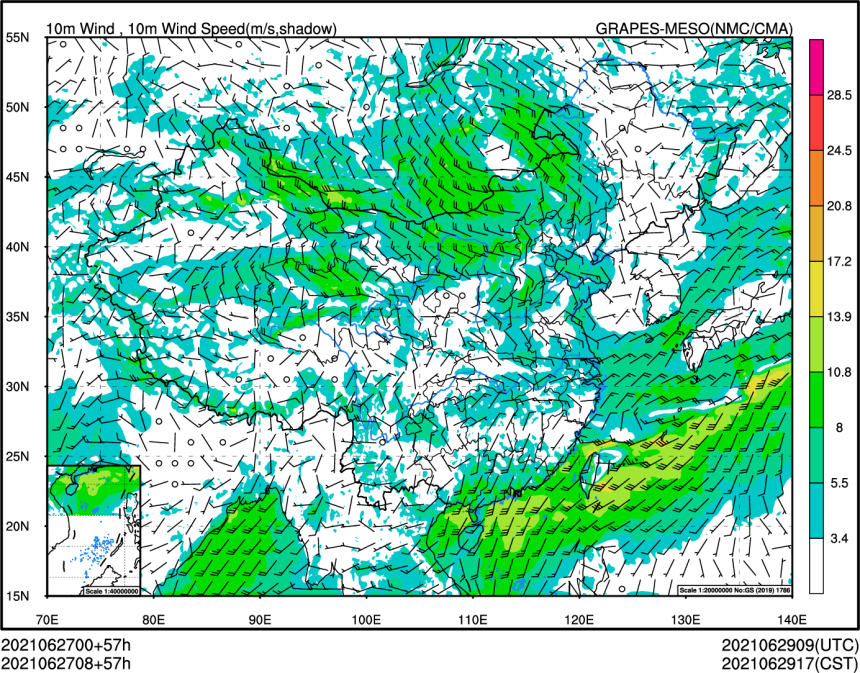 10m Wind , 10m Wind Speed(m/s,shadow) GRAPES-MESO(NMC/CMA)
55N
50N
45N
40N
35N
30N
25N
20N
15N
28.5
24.5
20.8
17.2
13.9
10.8
8
5.5
3.4
Scale 1:40000000
Scale 1:20000000 No:GS (2019) 1786
70E 80E 90E 100E 110E 120E 130E 140E
2021062700+57h 2021062909(UTC)
2021062708+57h 2021062917(CST)